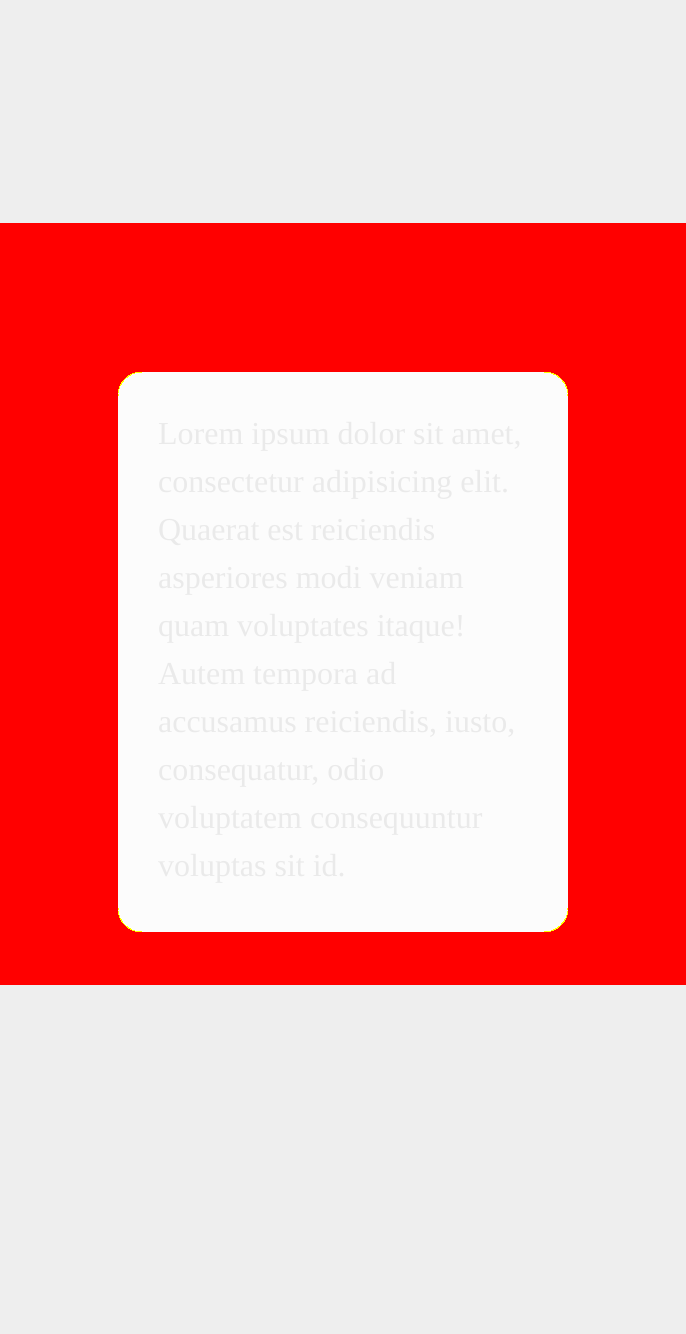 Lorem ipsum dolor sit amet,
consectetur adipisicing elit.
Quaerat est reiciendis
asperiores modi veniam
quam voluptates itaque!
Autem tempora ad
accusamus reiciendis, iusto,
consequatur, odio
voluptatem consequuntur
voluptas sit id.